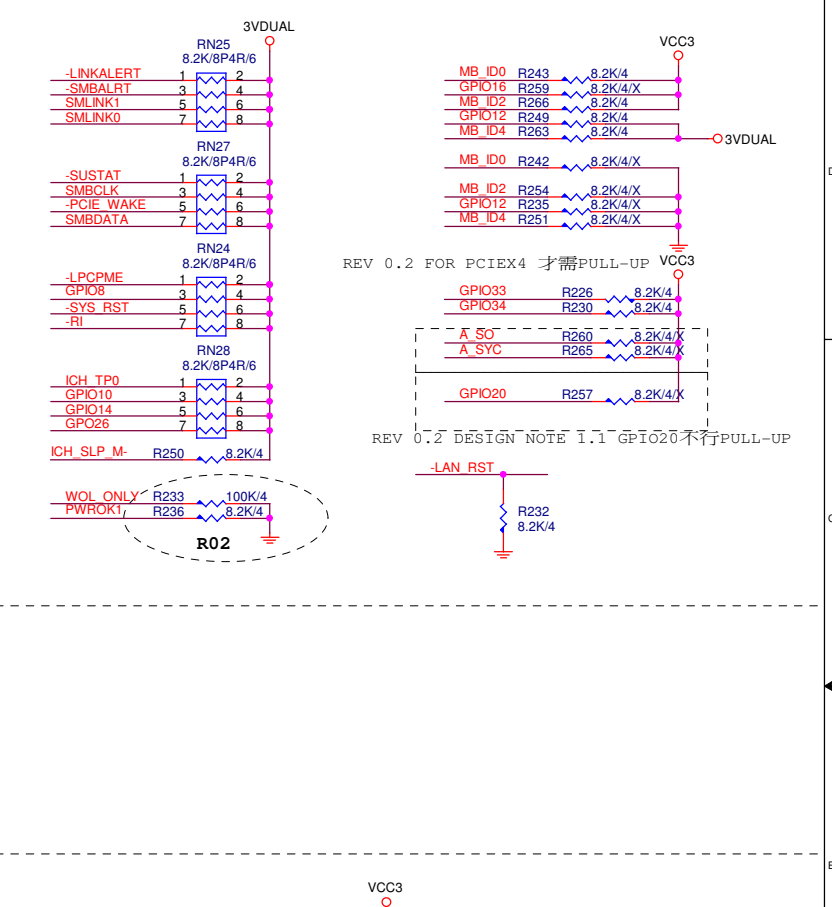 3VDUAL
RN25
8.2K/8P4R/6
-LINKALERT 1 2
-SMBALRT 3 4
SMLINK1 5 6
SMLINK0 7 8
RN27
8.2K/8P4R/6
-SUSTAT 1 2
SMBCLK 3 4
-PCIE_WAKE 5 6
SMBDATA 7 8
RN24
8.2K/8P4R/6
-LPCPME 1 2
GPIO8 3 4
-SYS_RST 5 6
-RI 7 8
RN28
8.2K/8P4R/6
ICH_TP0 1 2
GPIO10 3 4
GPIO14 5 6
GPO26 7 8
ICH_SLP_M- R250 8.2K/4
WOL_ONLY R233 100K/4
PWROK1 R236 8.2K/4
R02
VCC3
MB_ID0 R243 8.2K/4
GPIO16 R259 8.2K/4/X
MB_ID2 R266 8.2K/4
GPIO12 R249 8.2K/4
MB_ID4 R263 8.2K/4
3VDUAL
MB_ID0 R242 8.2K/4/X
MB_ID2 R254 8.2K/4/X
GPIO12 R235 8.2K/4/X
MB_ID4 R251 8.2K/4/X
REV 0.2 FOR PCIEX4 才需PULL-UP
VCC3
GPIO33 R226 8.2K/4
GPIO34 R230 8.2K/4
A_SO R260 8.2K/4/X
A_SYC R265 8.2K/4/X
GPIO20 R257 8.2K/4/X
REV 0.2 DESIGN NOTE 1.1 GPIO20不行PULL-UP
-LAN_RST
R232
8.2K/4
VCC3